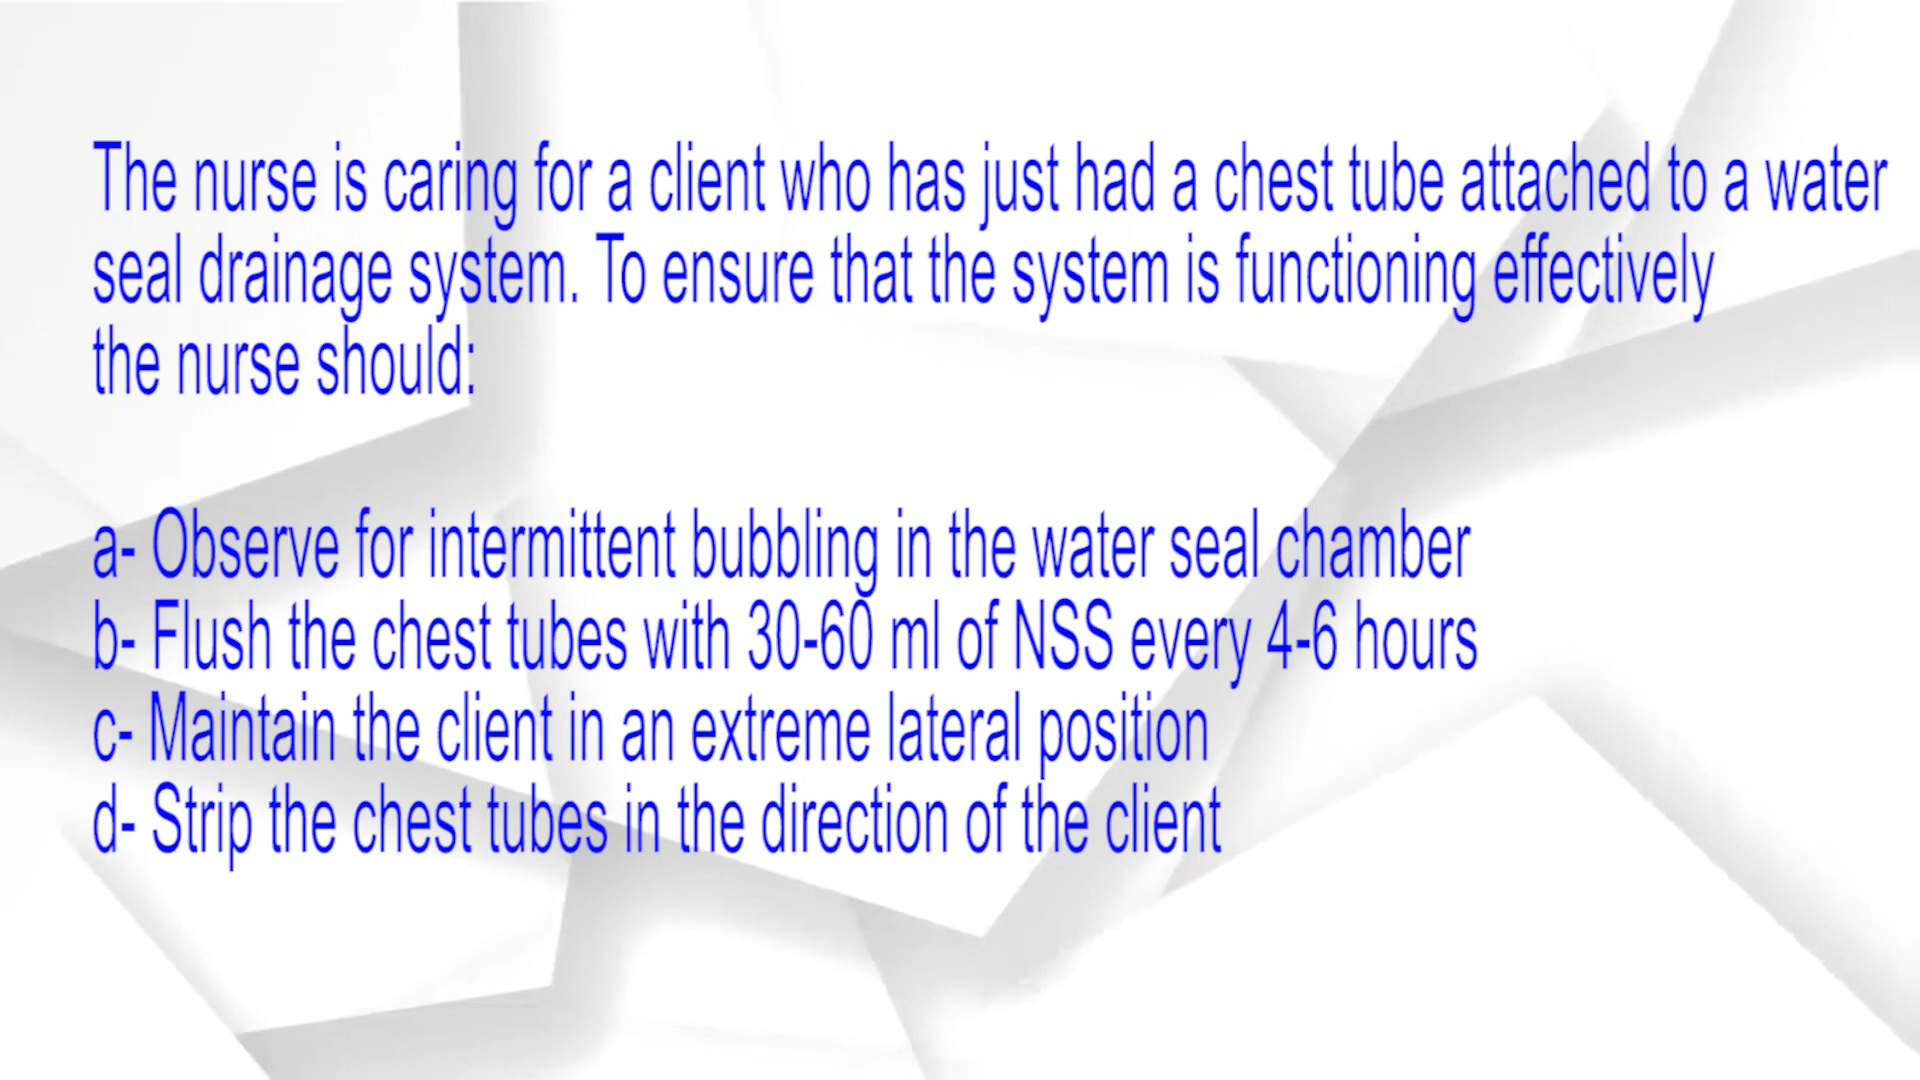 The nurse is caring for a client who has just had a chest tube attached to a water
seal drainage system. To ensure that the system is functioning effectively
the nurse should:
a- Observe for intermittent bubbling in the water seal chamber
b- Flush the chest tubes with 30-60 ml of NSS every 4-6 hours
c- Maintain the client in an extreme lateral position
d- Strip the chest tubes in the direction of the client